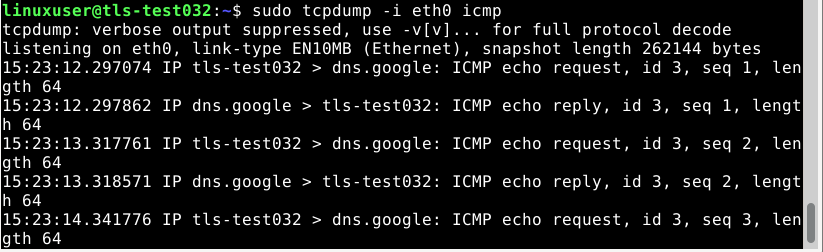 linuxuser@tls-test032:~$ sudo tcpdump -i eth0 icmp
tcpdump: verbose output suppressed, use -v[v]... for full protocol decode
listening on eth0, link-type EN10MB (Ethernet), snapshot length 262144 bytes
15:23:12.297074 IP tls-test032 > dns.google: ICMP echo request, id 3, seq 1, len
gth 64
15:23:12.297862 IP dns.google > tls-test032: ICMP echo reply, id 3, seq 1, lengt
h 64
15:23:13.317761 IP tls-test032 > dns.google: ICMP echo request, id 3, seq 2, len
gth 64
15:23:13.318571 IP dns.google > tls-test032: ICMP echo reply, id 3, seq 2, lengt
h 64
15:23:14.341776 IP tls-test032 > dns.google: ICMP echo request, id 3, seq 3, len
gth 64